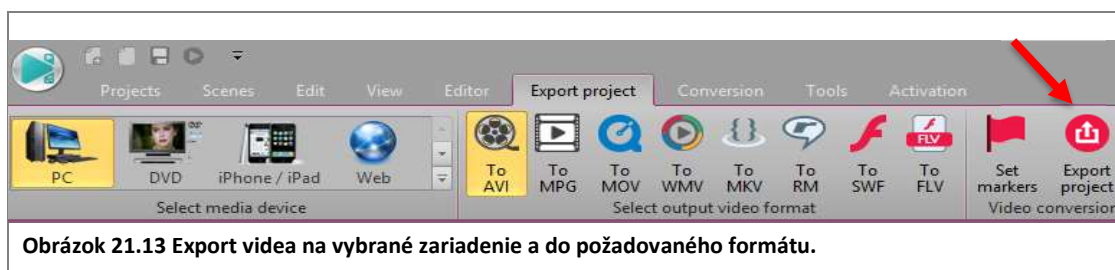 Projects Scenes Edit View Editor Export project Conversion Tools Activation
PC DVD iPhone / iPad Web To AVI To MPG To MOV To WMV To MKV To RM To SWF FLV To FLV Set markers Export project
Select media device Select output video format Video conversion
Obrázok 21.13 Export videa na vybrané zariadenie a do požadovaného formátu.